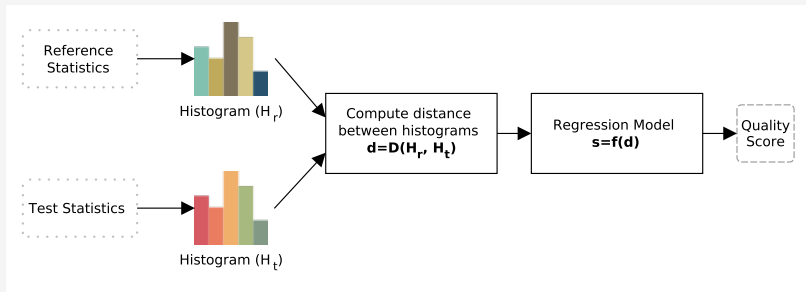 Reference
Statistics
Histogram (Hr)
Compute distance
between histograms
d=D(Hr, Ht)
Regression Model
s=f(d)
Quality
Score
Test Statistics
Histogram (Ht)